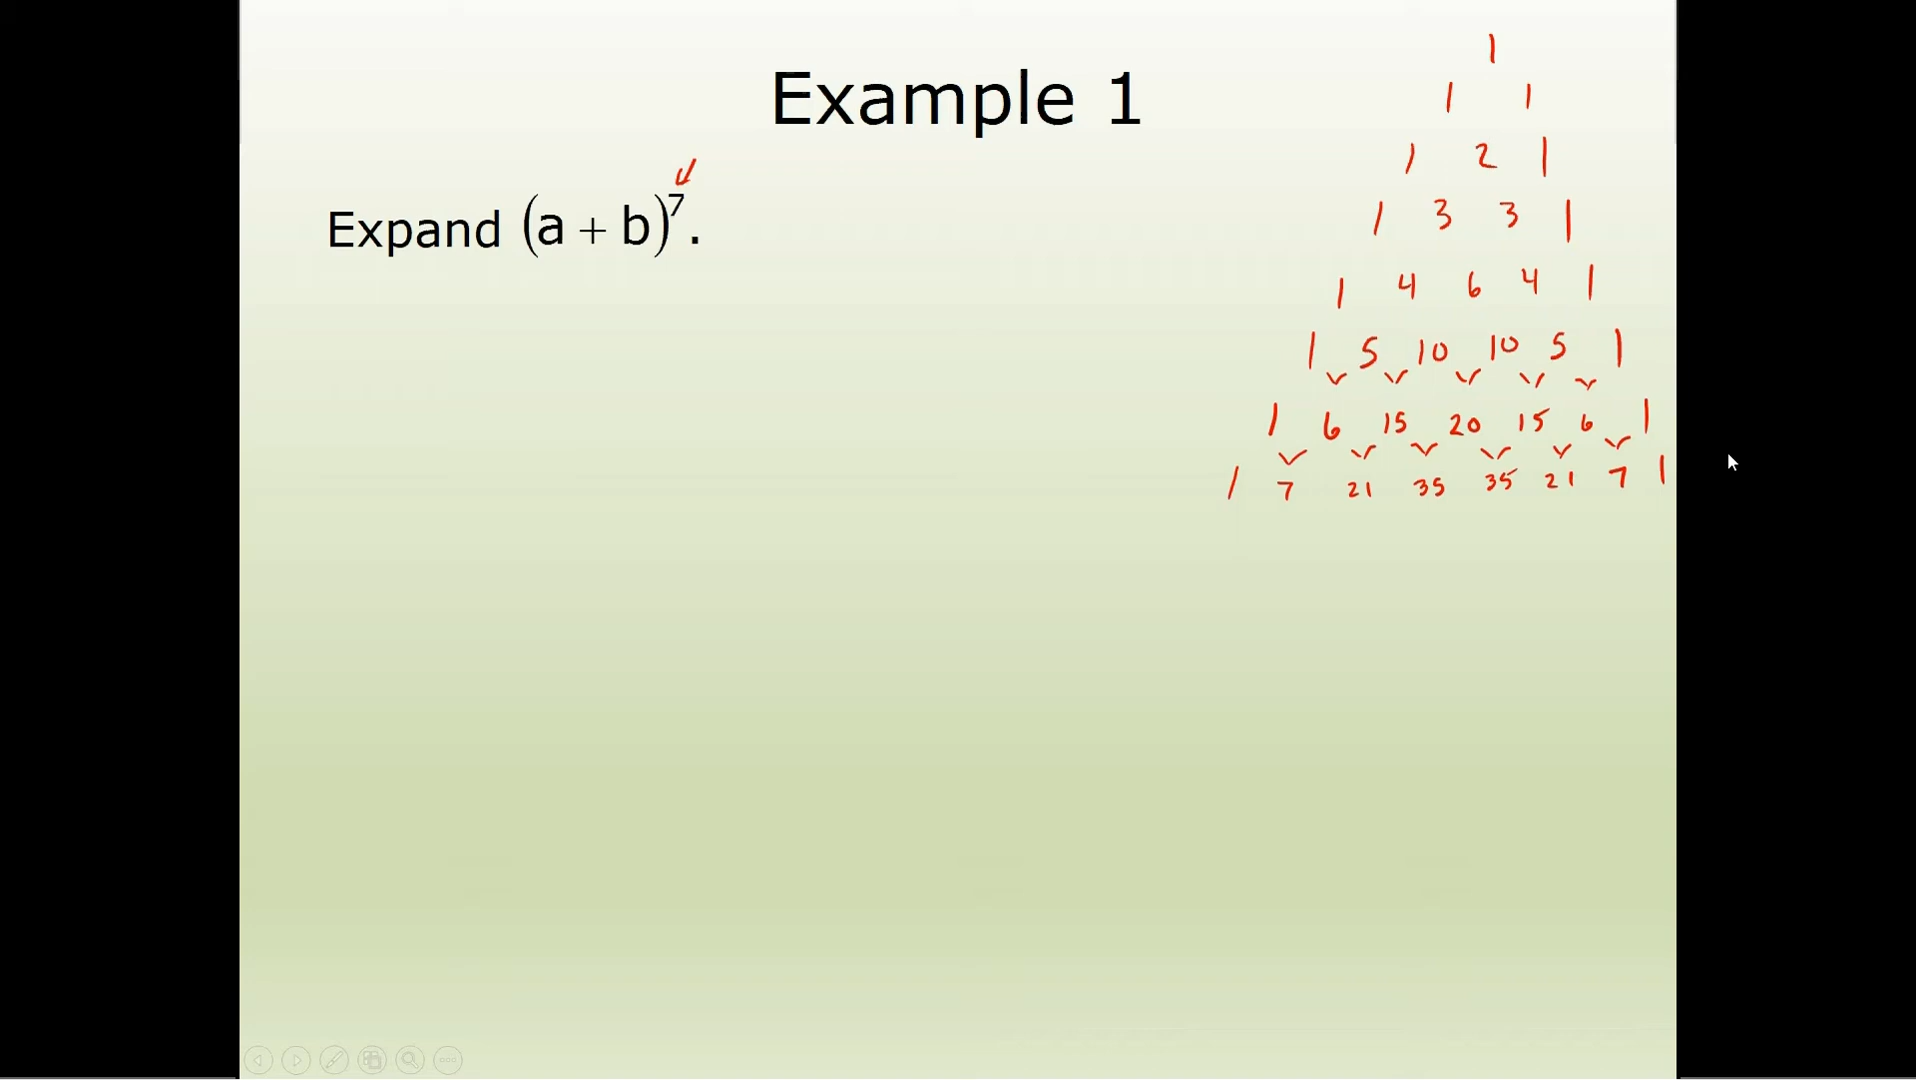 Example 1
Expand (a + b)⁷.
1
1 1
1 2 1
1 3 3 1
1 4 6 4 1
1 5 10 10 5 1
1 6 15 20 15 6 1
1 7 21 35 35 21 7 1